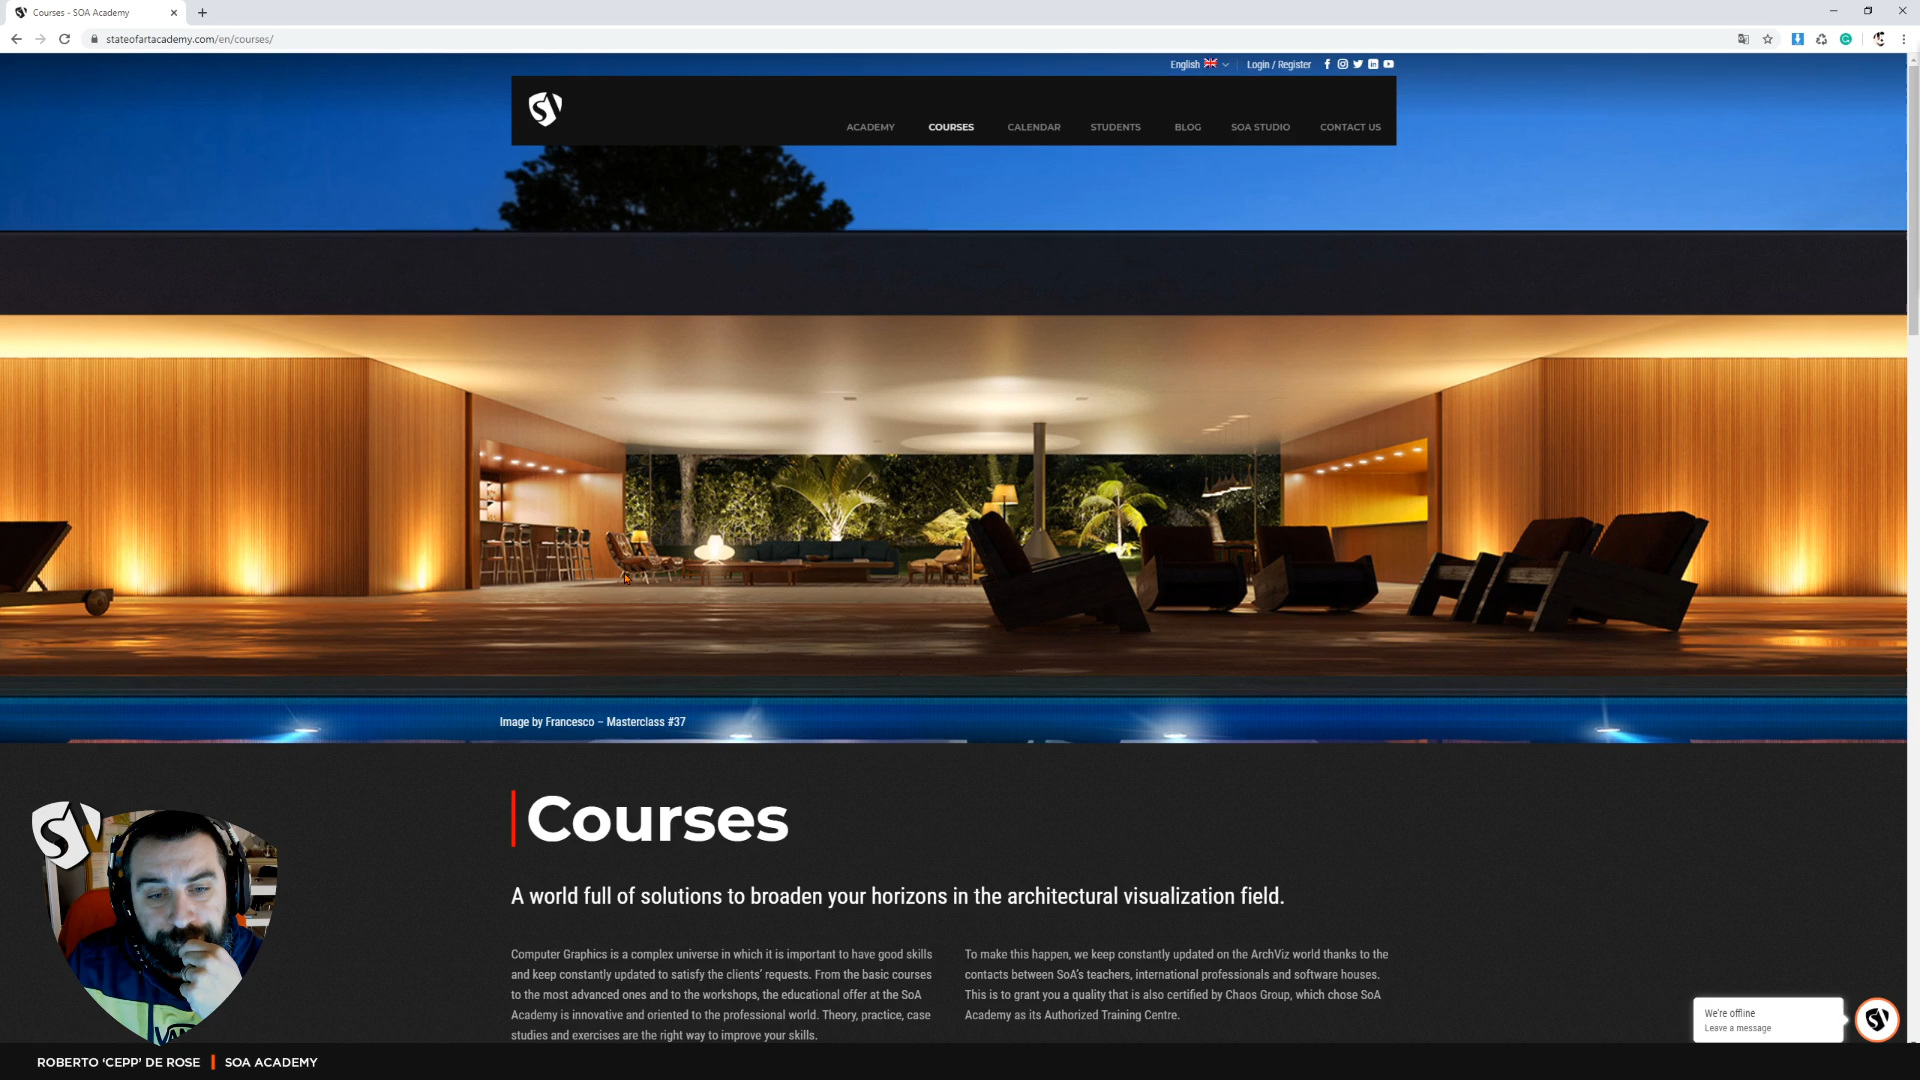 Courses - SOA Academy
stateofartacademy.com/en/courses/
English
Login / Register
ACADEMY
COURSES
CALENDAR
STUDENTS
BLOG
SOA STUDIO
CONTACT US
Image by Francesco – Masterclass #37
Courses
A world full of solutions to broaden your horizons in the architectural visualization field.
Computer Graphics is a complex universe in which it is important to have good skills
and keep constantly updated to satisfy the clients’ requests. From the basic courses
to the most advanced ones and to the workshops, the educational offer at the SoA
Academy is innovative and oriented to the professional world. Theory, practice, case
studies and exercises are the right way to improve your skills.
To make this happen, we keep constantly updated on the ArchViz world thanks to the
contacts between SoA’s teachers, international professionals and software houses.
This is to grant you a quality that is also certified by Chaos Group, which chose SoA
Academy as its Authorized Training Centre.
We're offline
Leave a message
VANS
ROBERTO ‘CEPP’ DE ROSE | SOA ACADEMY